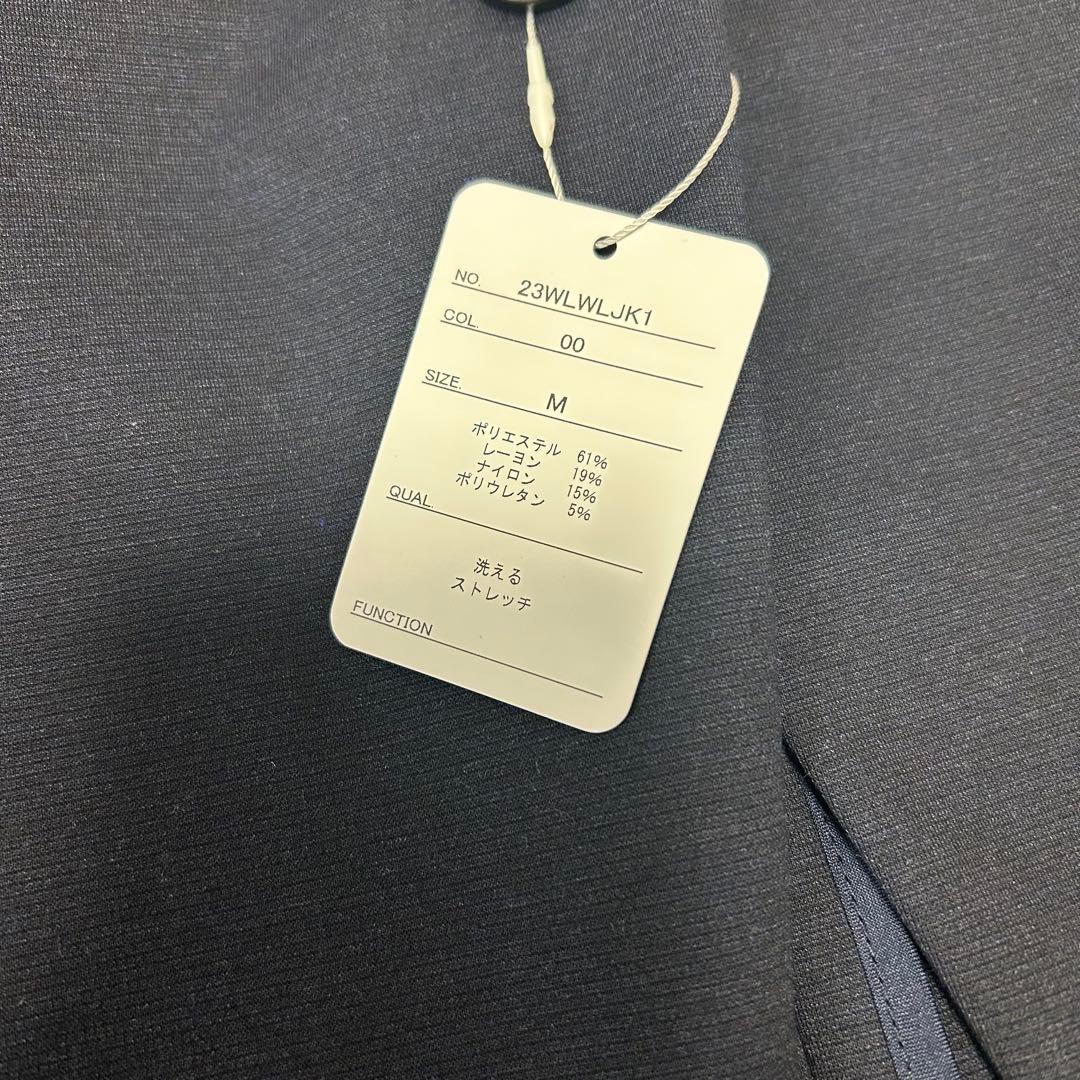 NO. 23WLWLJK1
COL. 00
SIZE. M
ポリエステル 61%
レーヨン 19%
ナイロン 15%
ポリウレタン 5%
QUAL.
洗える
ストレッチ
FUNCTION